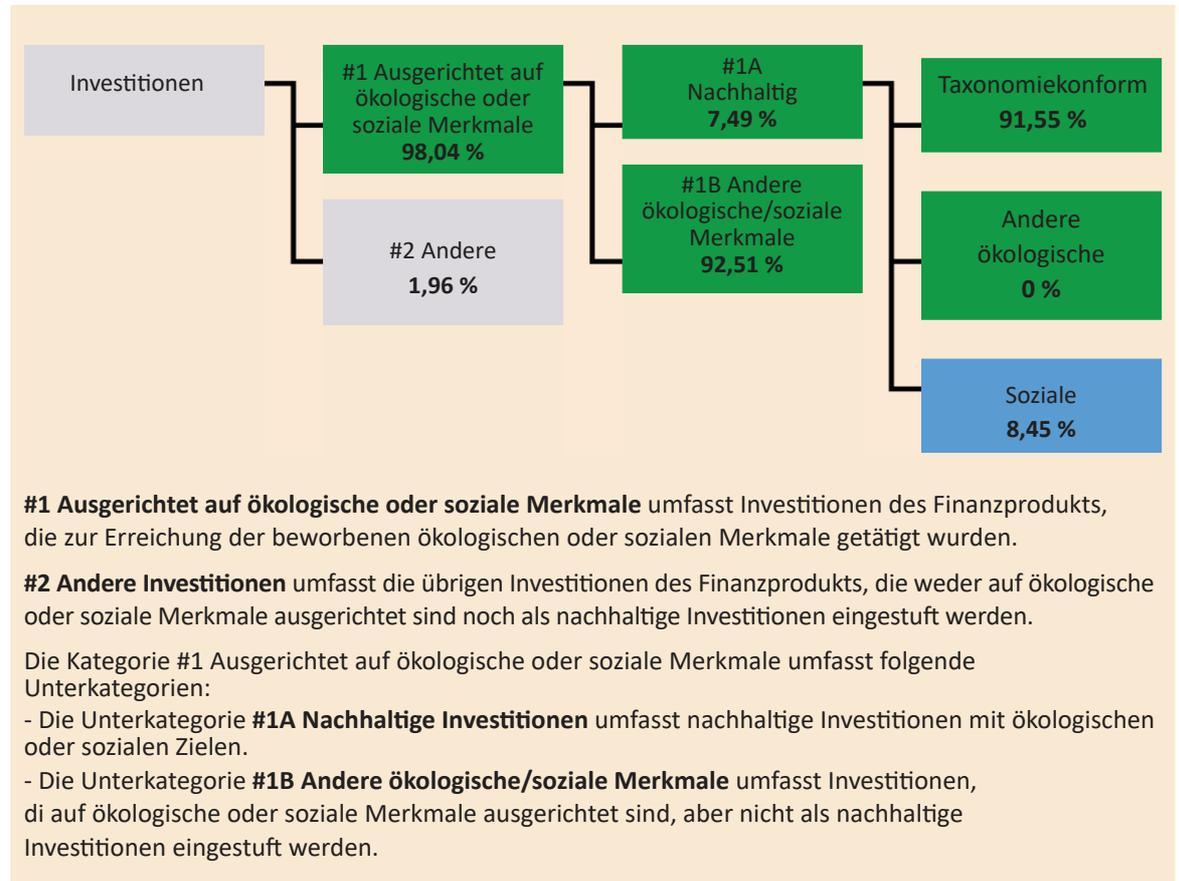 Investitionen
#1 Ausgerichtet auf
ökologische oder
soziale Merkmale
98,04 %
#2 Andere
1,96 %
#1A
Nachhaltig
7,49 %
#1B Andere
ökologische/soziale
Merkmale
92,51 %
Taxonomiekonform
91,55 %
Andere
ökologische
0 %
Soziale
8,45 %
#1 Ausgerichtet auf ökologische oder soziale Merkmale umfasst Investitionen des Finanzprodukts,
die zur Erreichung der beworbenen ökologischen oder sozialen Merkmale getätigt wurden.
#2 Andere Investitionen umfasst die übrigen Investitionen des Finanzprodukts, die weder auf ökologische
oder soziale Merkmale ausgerichtet sind noch als nachhaltige Investitionen eingestuft werden.
Die Kategorie #1 Ausgerichtet auf ökologische oder soziale Merkmale umfasst folgende
Unterkategorien:
- Die Unterkategorie #1A Nachhaltige Investitionen umfasst nachhaltige Investitionen mit ökologischen
oder sozialen Zielen.
- Die Unterkategorie #1B Andere ökologische/soziale Merkmale umfasst Investitionen,
di auf ökologische oder soziale Merkmale ausgerichtet sind, aber nicht als nachhaltige
Investitionen eingestuft werden.